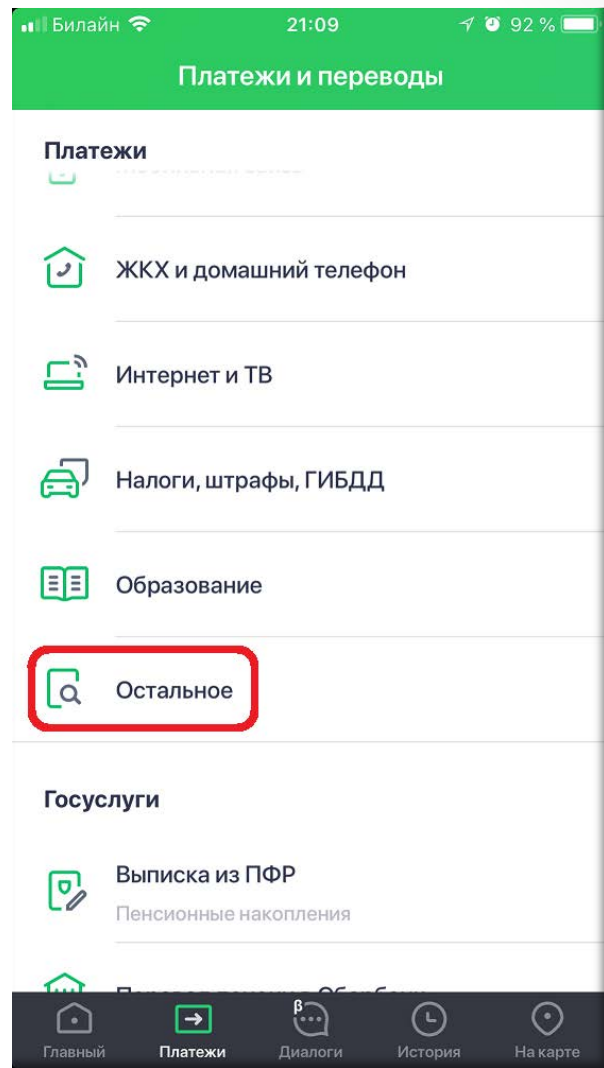 Билайн 21:09 92 %
Платежи и переводы
Платежи
ЖКХ и домашний телефон
Интернет и ТВ
Налоги, штрафы, ГИБДД
Образование
Остальное
Госуслуги
Выписка из ПФР
Пенсионные накопления
β
Главный Платежи Диалоги История На карте